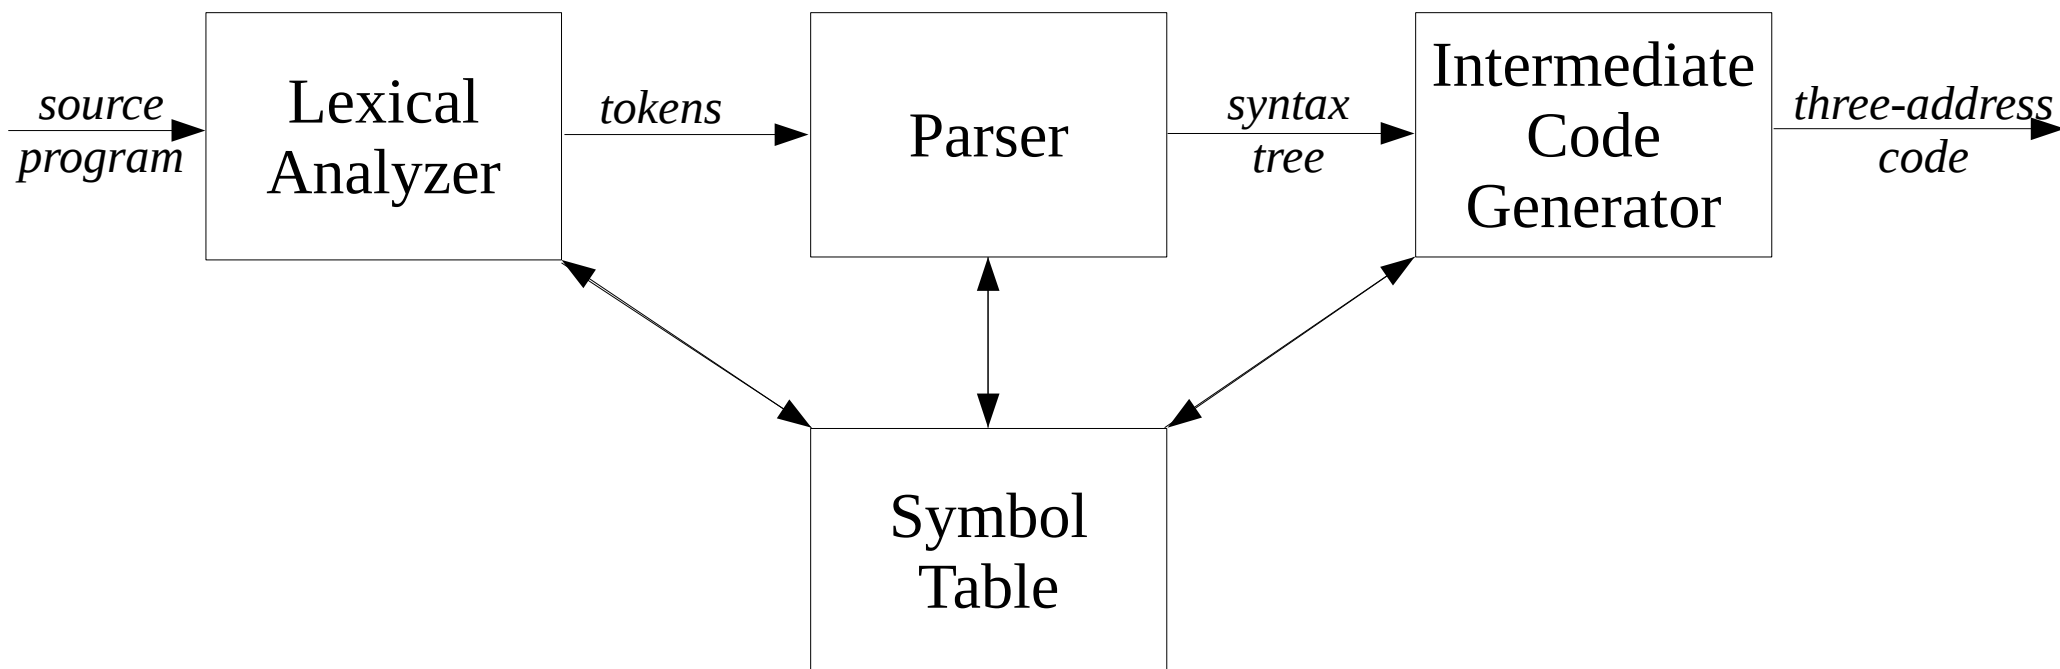 source
program
Lexical
Analyzer
tokens
Parser
syntax
tree
Intermediate
Code
Generator
three-address
code
Symbol
Table